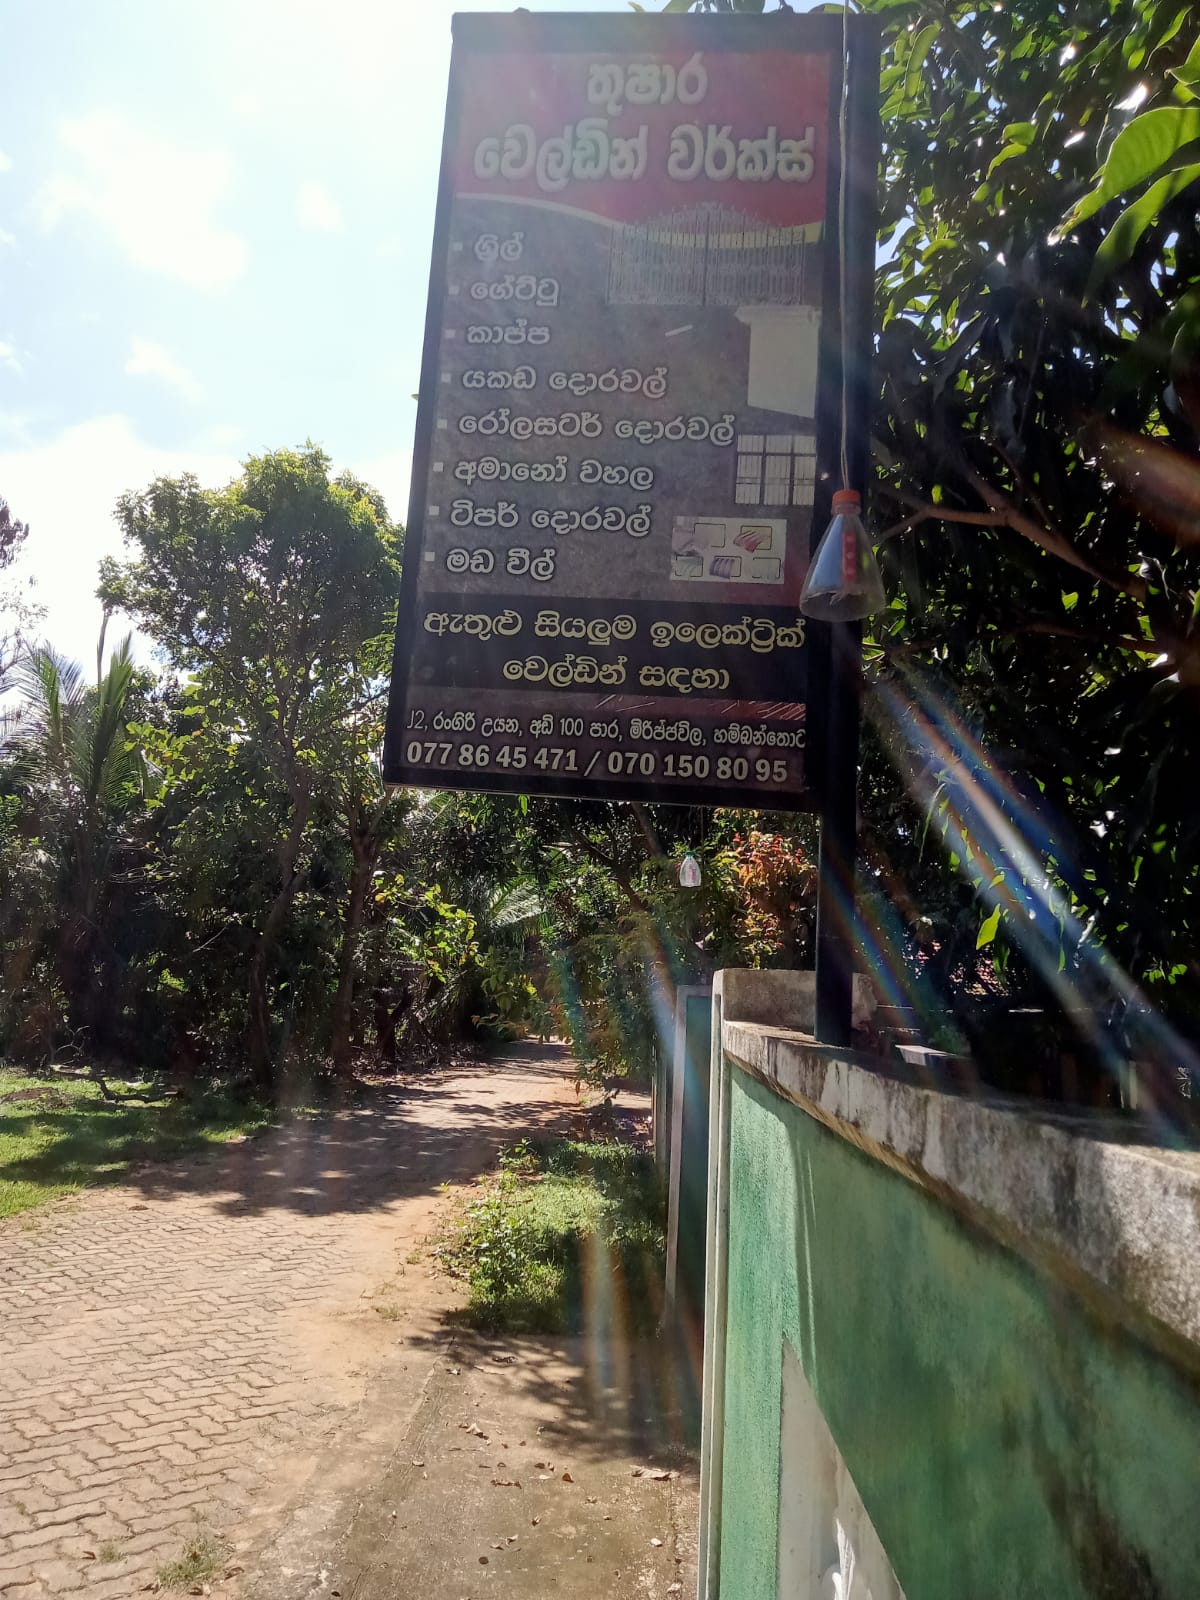 තුෂාර
වෙල්ඩින් වර්ක්ස්
ග්‍රිල්
ගේට්ටු
කාප්ප
යකඩ දොරවල්
රෝලසටර් දොරවල්
අමානෝ වහල
ටිපර් දොරවල්
මඩ වීල්
ඇතුළු සියලුම ඉලෙක්ට්‍රික්
වෙල්ඩින් සඳහා
J2, රංගිරි උයන, අඩි 100 පාර, මිරිජ්ජවිල, හම්බන්තොට
077 86 45 471 / 070 150 80 95